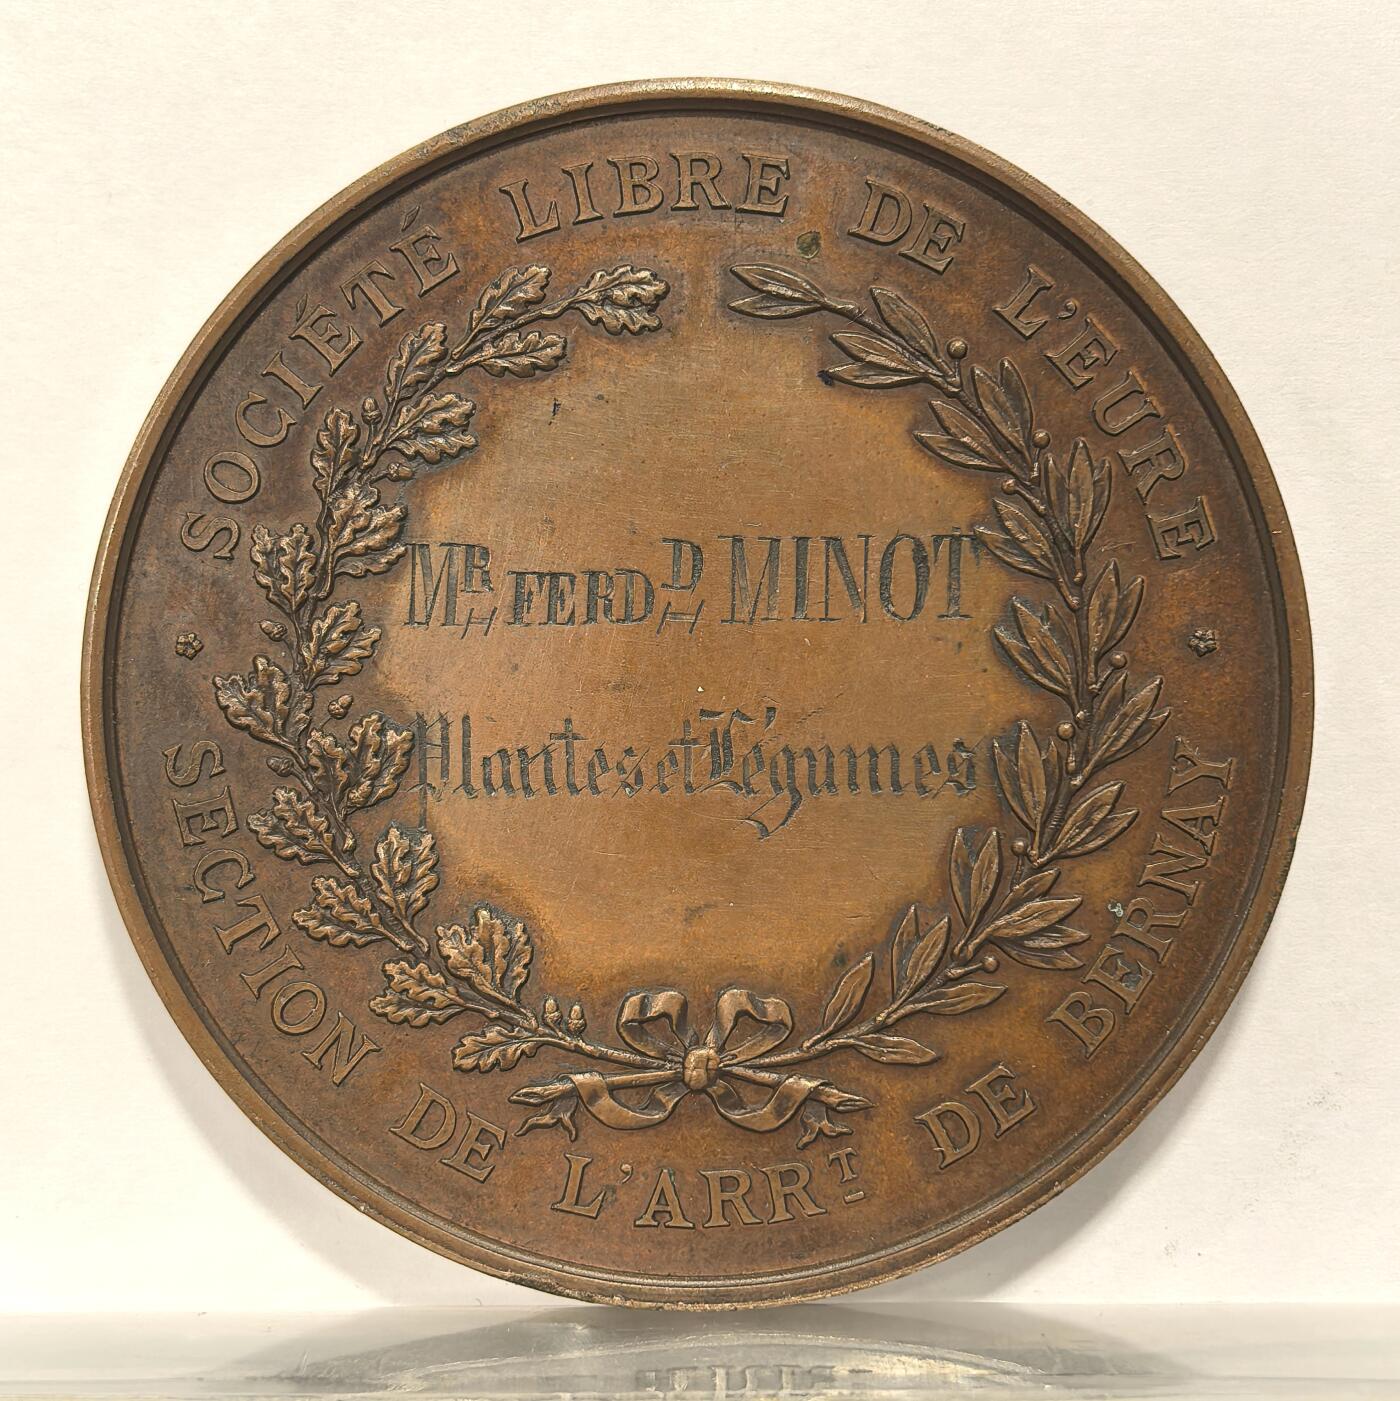 SOCIÉTÉ LIBRE DE L'EURE
MR FERDD MINOT
Plantes et Légumes
SECTION DE L'ARRT DE BERNAY